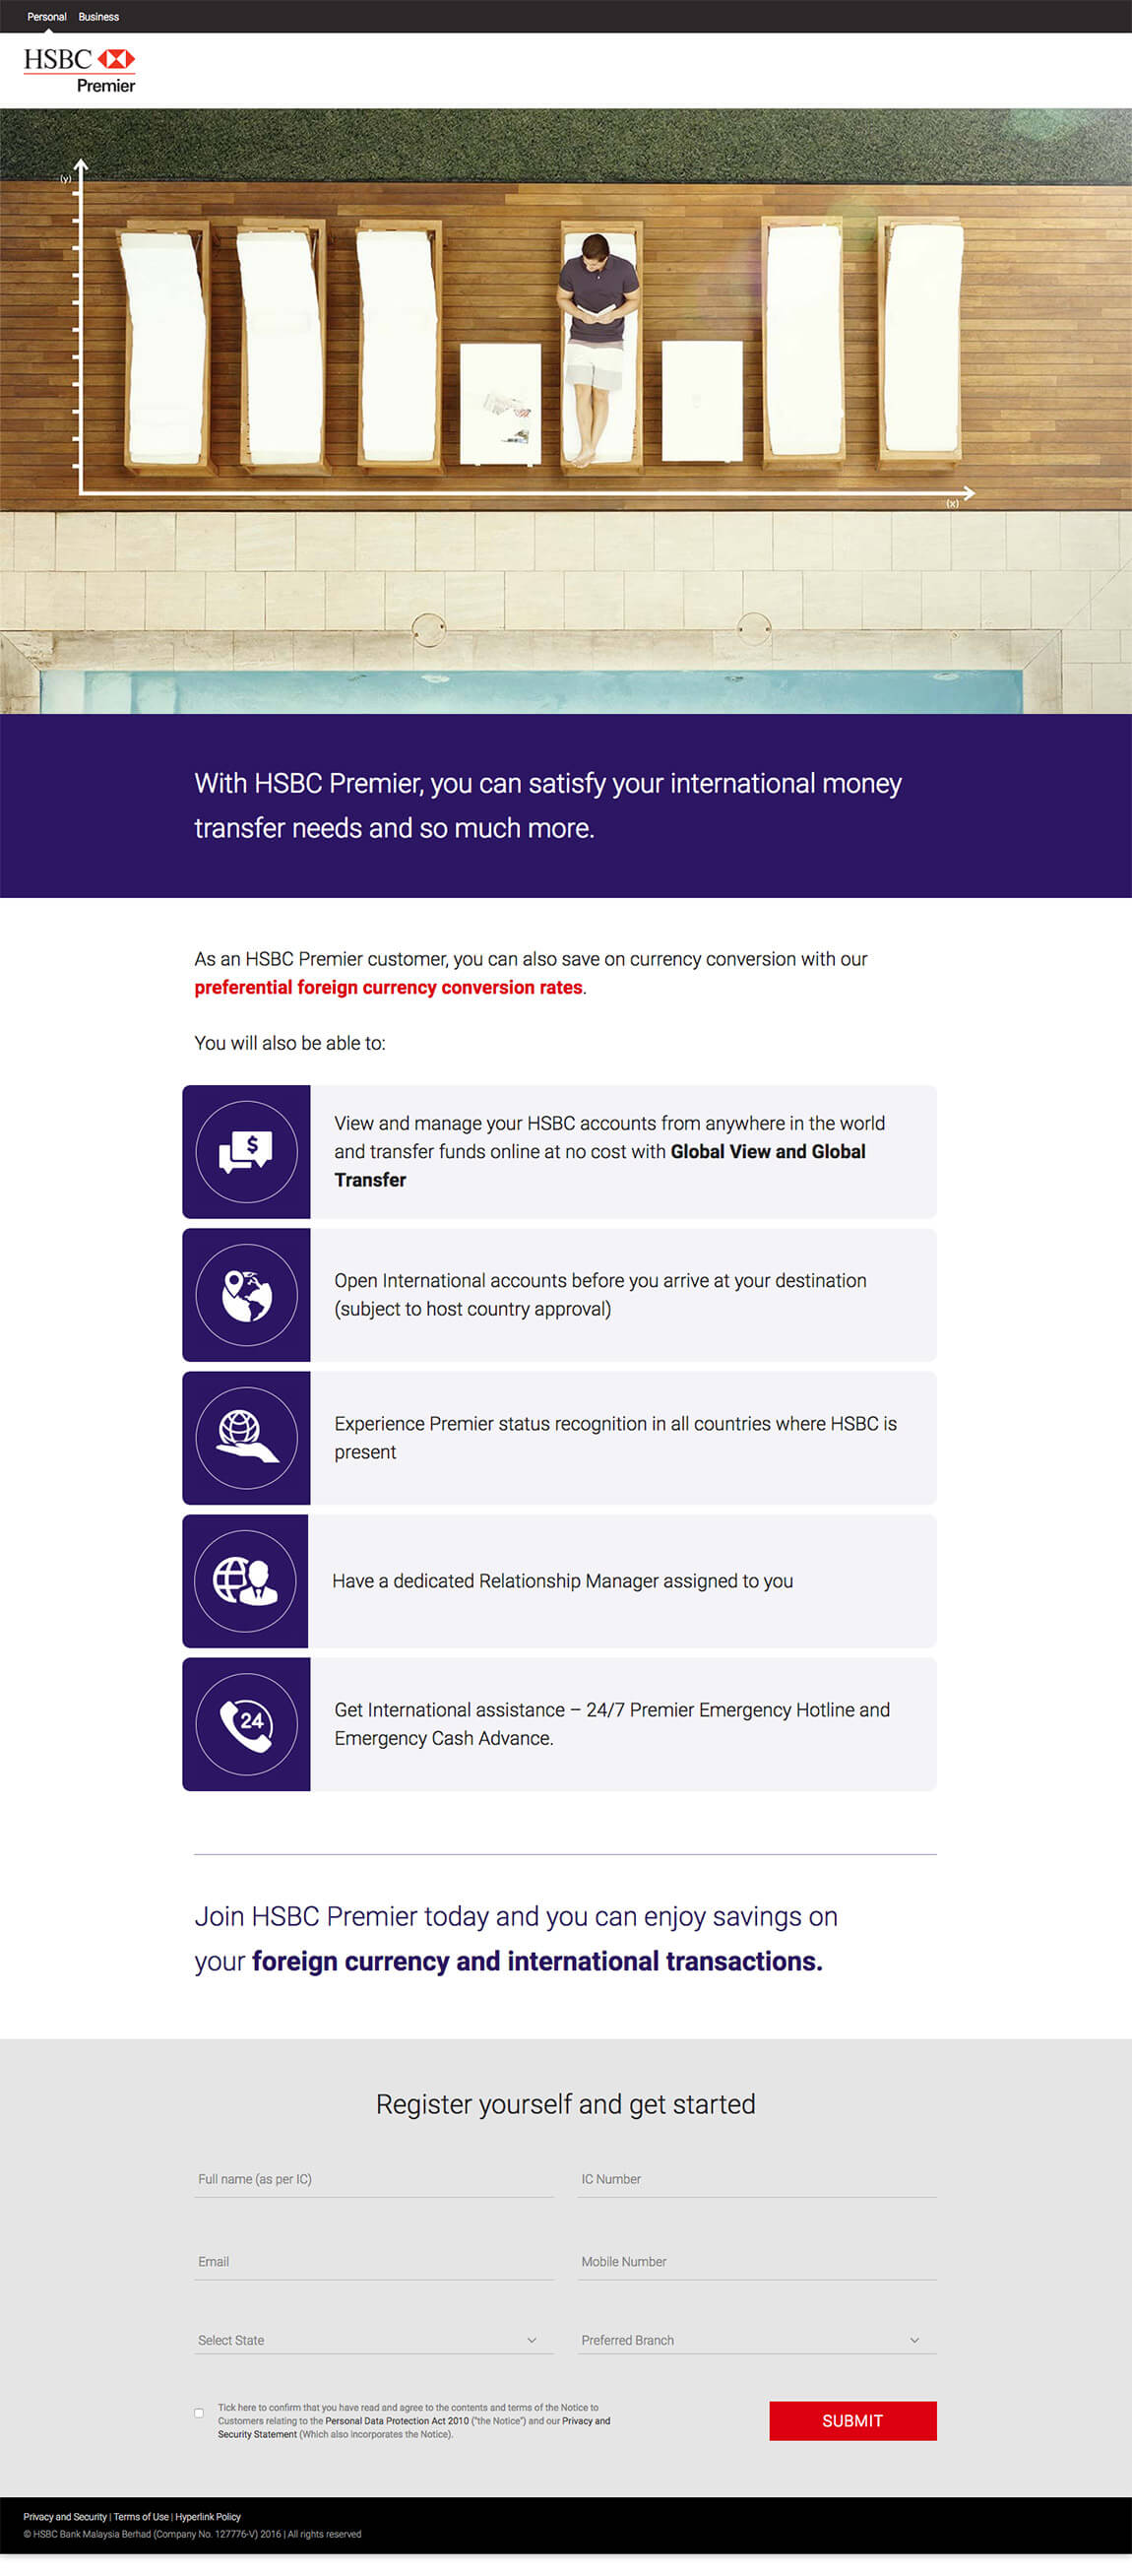 Personal Business
HSBC
Premier
(y)
(x)
With HSBC Premier, you can satisfy your international money
transfer needs and so much more.
As an HSBC Premier customer, you can also save on currency conversion with our
preferential foreign currency conversion rates.
You will also be able to:
$
View and manage your HSBC accounts from anywhere in the world
and transfer funds online at no cost with Global View and Global
Transfer
Open International accounts before you arrive at your destination
(subject to host country approval)
Experience Premier status recognition in all countries where HSBC is
present
Have a dedicated Relationship Manager assigned to you
24
Get International assistance – 24/7 Premier Emergency Hotline and
Emergency Cash Advance.
Join HSBC Premier today and you can enjoy savings on
your foreign currency and international transactions.
Register yourself and get started
Full name (as per IC)
IC Number
Email
Mobile Number
Select State
Preferred Branch
Tick here to confirm that you have read and agree to the contents and terms of the Notice to
Customers relating to the Personal Data Protection Act 2010 ("the Notice") and our Privacy and
Security Statement (Which also incorporates the Notice).
SUBMIT
Privacy and Security | Terms of Use | Hyperlink Policy
© HSBC Bank Malaysia Berhad (Company No. 127776-V) 2016 | All rights reserved